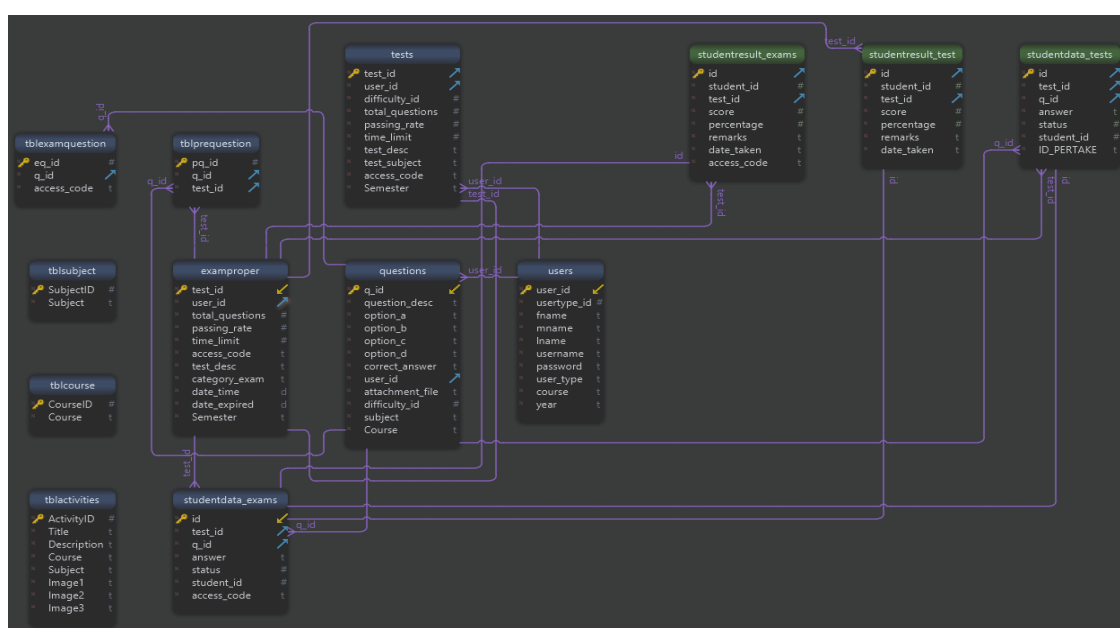 tests
test_id
user_id
difficulty_id #
total_questions #
passing_rate #
time_limit #
test_desc t
test_subject t
access_code t
Semester t
studentresult_exams
id
student_id #
test_id
score #
percentage #
remarks t
date_taken t
access_code t
studentresult_test
id
student_id #
test_id
score #
percentage #
remarks t
date_taken t
studentdata_tests
id
test_id
q_id
answer t
status #
student_id #
ID_PERTAKE #
tblexamquestion
eq_id #
q_id
access_code t
tblprequestion
pq_id #
q_id
test_id
tblsubject
SubjectID #
Subject t
examproper
test_id
user_id
total_questions #
passing_rate #
time_limit #
access_code t
test_desc t
category_exam t
date_time d
date_expired d
Semester t
questions
q_id
question_desc t
option_a t
option_b t
option_c t
option_d t
correct_answer t
user_id
attachment_file t
difficulty_id #
subject t
Course t
users
user_id
usertype_id #
fname t
mname t
lname t
username t
password t
user_type t
course t
year t
tblcourse
CourseID #
Course t
tblactivities
ActivityID #
Title t
Description t
Course t
Subject t
Image1 t
Image2 t
Image3 t
studentdata_exams
id
test_id
q_id
answer t
status #
student_id #
access_code t
test_id
q_id
q_id
test_id
user_id
test_id
id
test_id
q_id
test_id
id
id
user_id
test_id
q_id